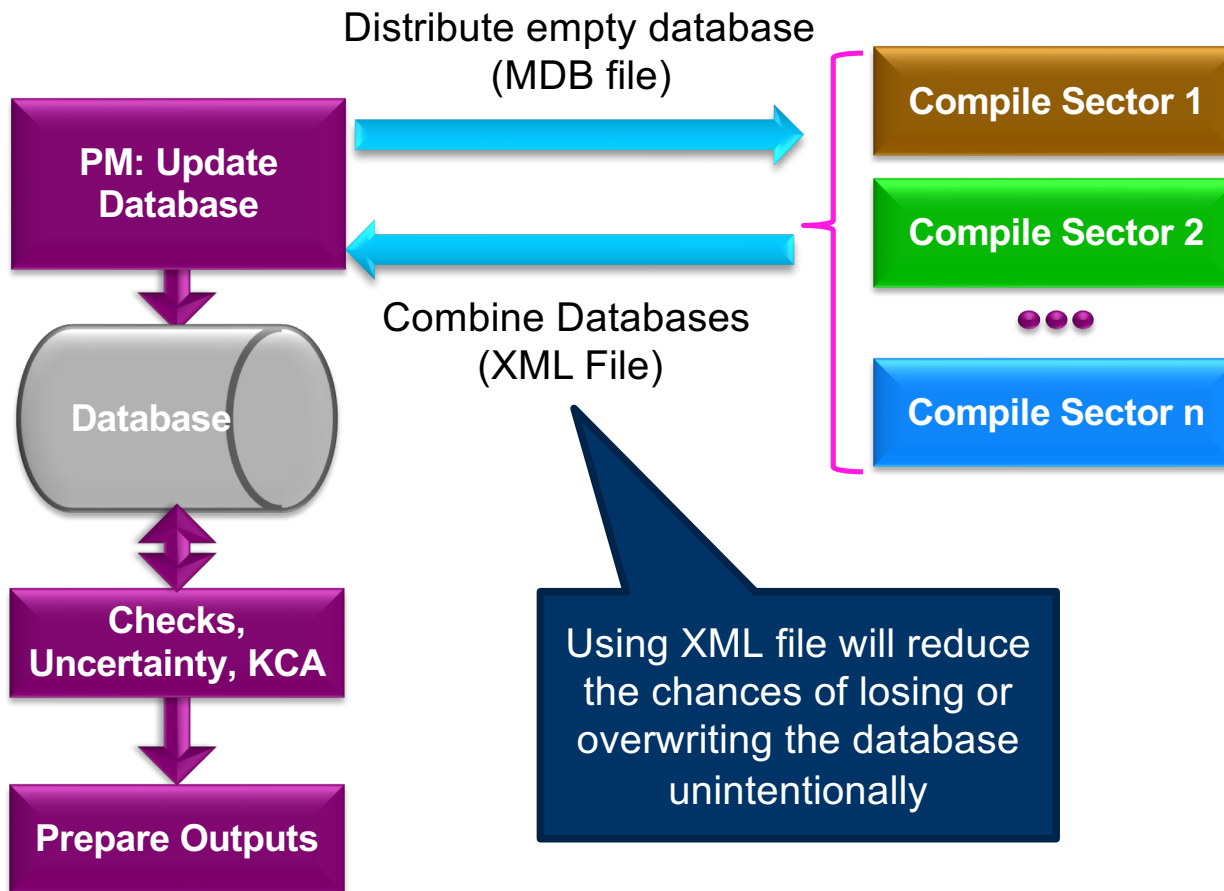 Distribute empty database
(MDB file)
PM: Update
Database
Compile Sector 1
Compile Sector 2
Combine Databases
(XML File)
Compile Sector n
Database
Checks,
Uncertainty, KCA
Using XML file will reduce
the chances of losing or
overwriting the database
unintentionally
Prepare Outputs